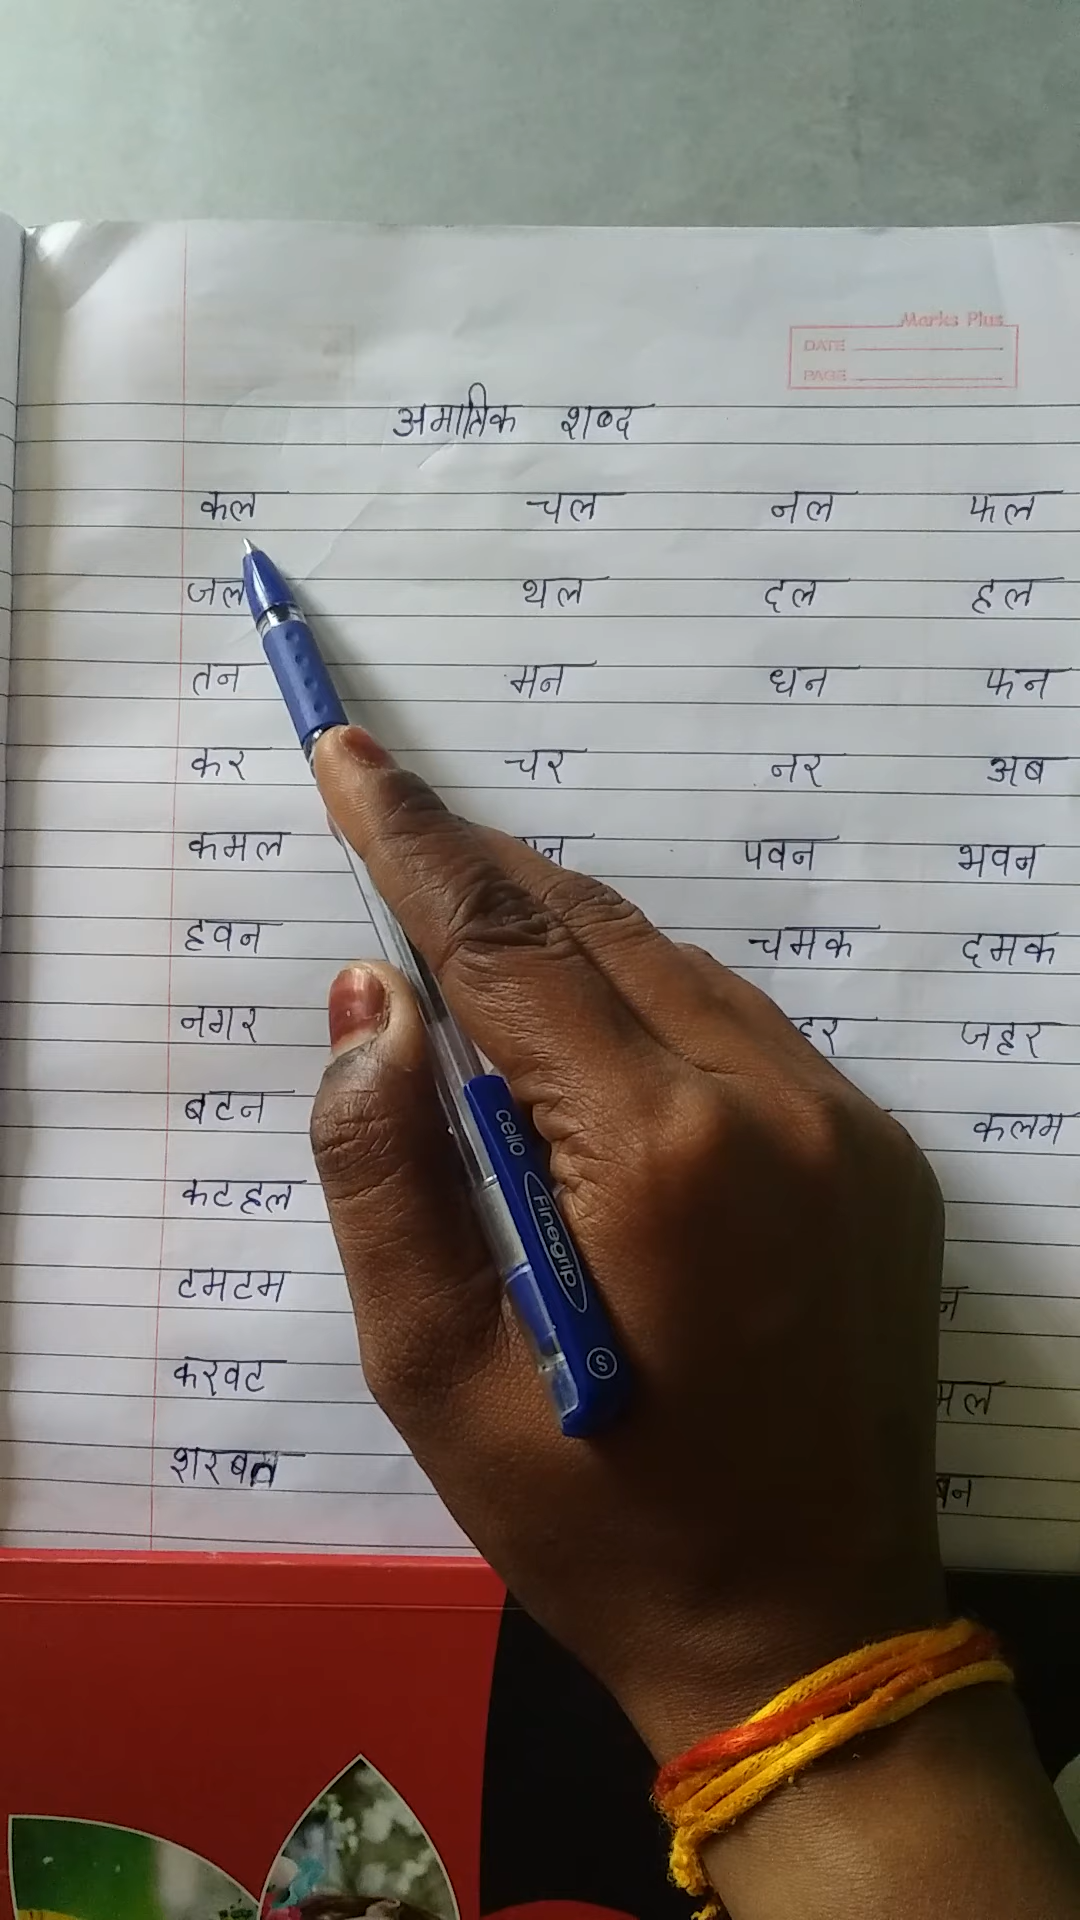 Marks Plus
DATE
PAGE
अमात्रिक शब्द
कल चल नल फल
जल थल दल हल
तन मन धन फन
कर चर नर अब
कमल पवन भवन
हवन चमक दमक
नगर जहर
बटन कलम
कटहल
टमटम
करवट
शरबत
cello
Finegrip
S